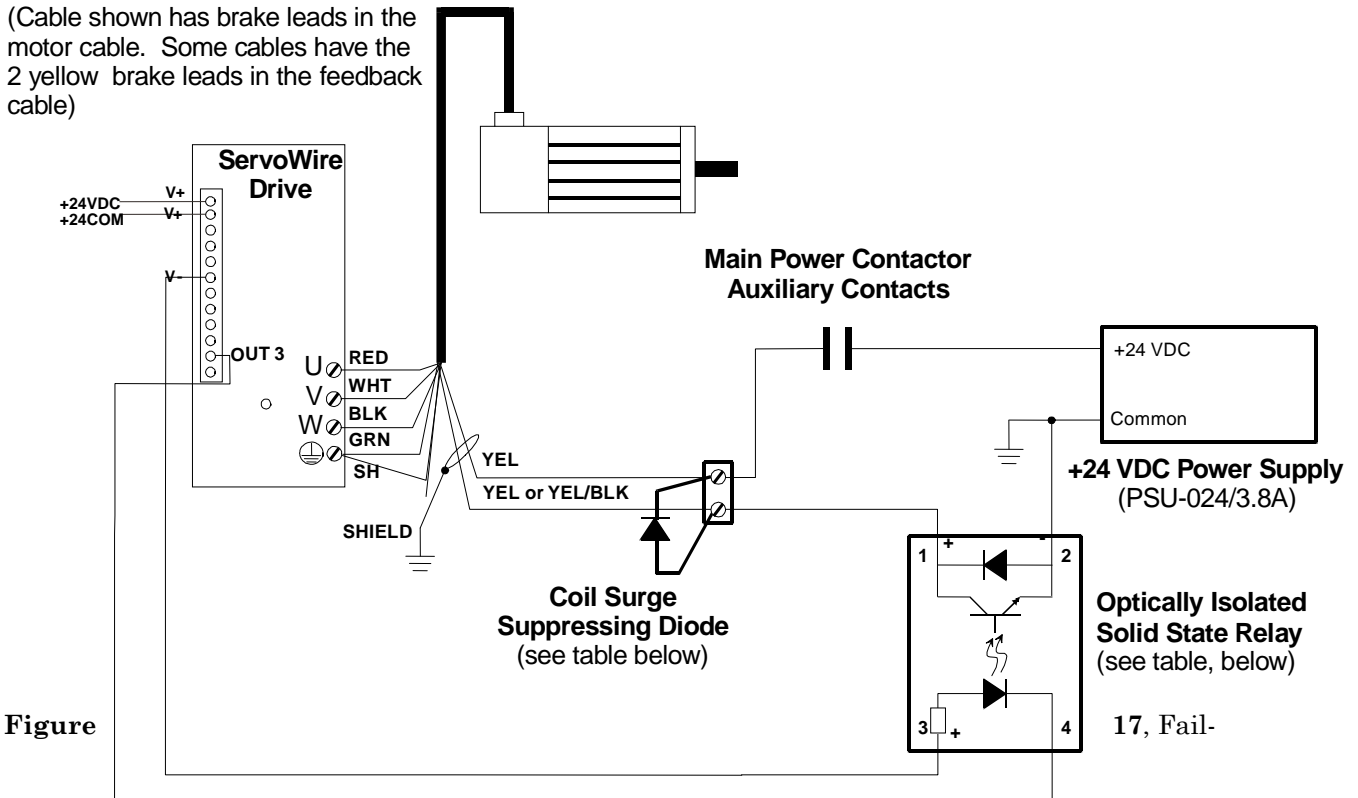 (Cable shown has brake leads in the
motor cable. Some cables have the
2 yellow brake leads in the feedback
cable)
ServoWire
Drive
V+
+24VDC
V+
+24COM
V-
OUT 3
U
RED
V
WHT
W
BLK
GRN
SH
YEL
YEL or YEL/BLK
SHIELD
Main Power Contactor
Auxiliary Contacts
+24 VDC
Common
+24 VDC Power Supply
(PSU-024/3.8A)
Coil Surge
Suppressing Diode
(see table below)
1
+
-
2
Optically Isolated
Solid State Relay
(see table, below)
3
+
4
Figure 17, Fail-